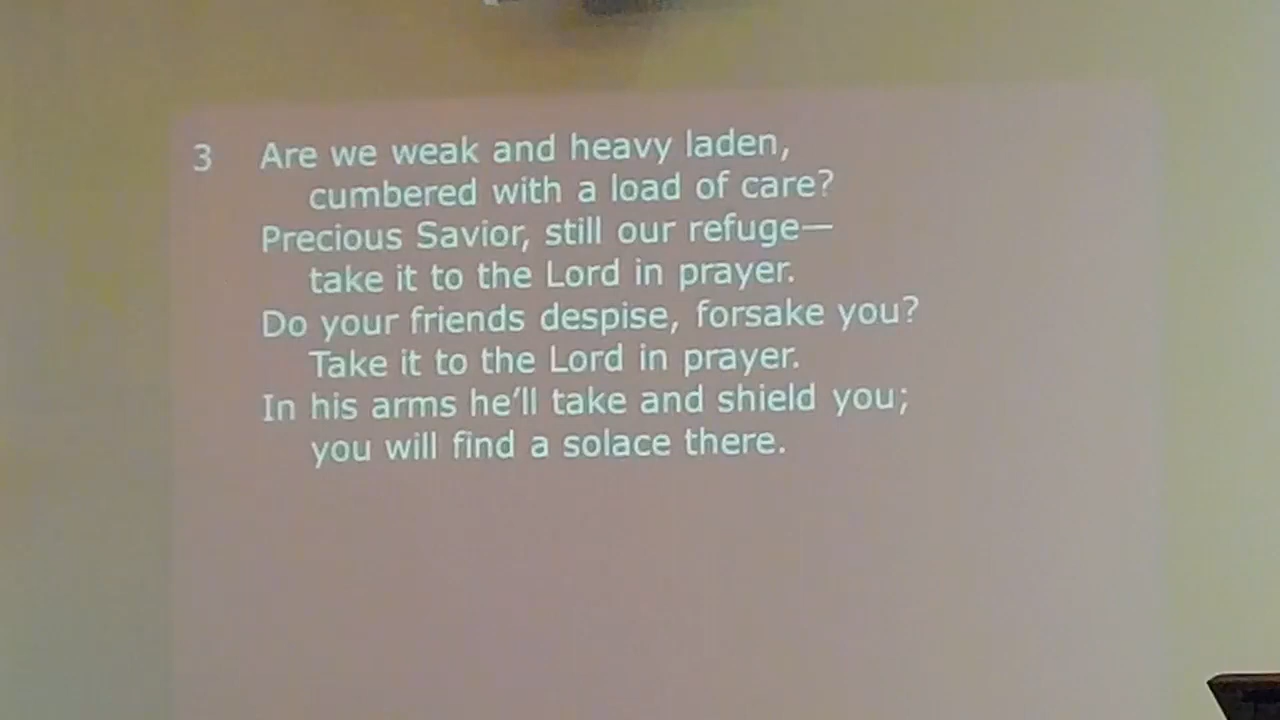 3 Are we weak and heavy laden,
cumbered with a load of care?
Precious Savior, still our refuge—
take it to the Lord in prayer.
Do your friends despise, forsake you?
Take it to the Lord in prayer.
In his arms he'll take and shield you;
you will find a solace there.